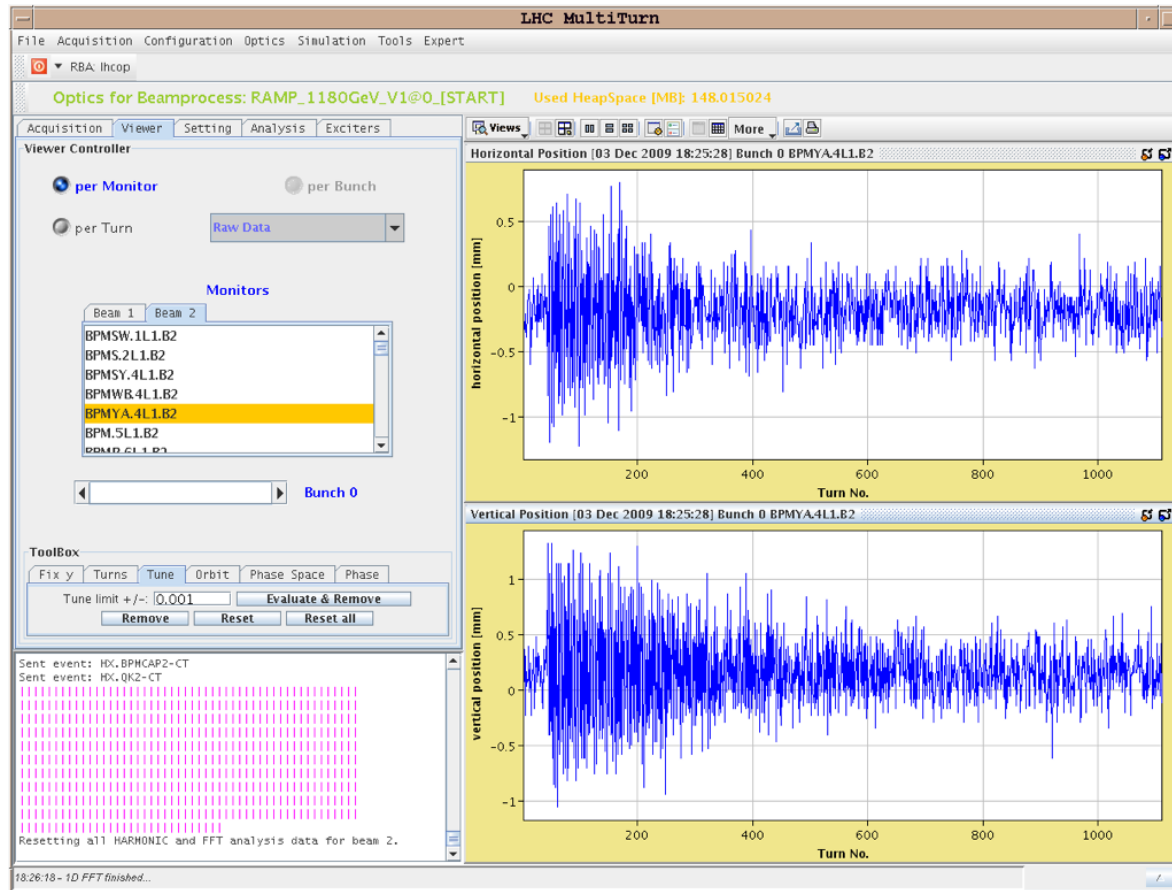 LHC MultiTurn
File Acquisition Configuration Optics Simulation Tools Expert
RBA: lhcop
Optics for Beamprocess: RAMP_1180GeV_V1@0_[START] Used HeapSpace [MB]: 148.015024
Acquisition Viewer Setting Analysis Exciters
Viewer Controller
per Monitor per Bunch
per Turn Raw Data
Monitors
Beam 1 Beam 2
BPMSW.1L1.B2
BPMS.2L1.B2
BPMSY.4L1.B2
BPMWB.4L1.B2
BPMYA.4L1.B2
BPM.5L1.B2
BPMR.6L1.B2
Bunch 0
ToolBox
Fix y Turns Tune Orbit Phase Space Phase
Tune limit +/-: 0.001 Evaluate & Remove
Remove Reset Reset all
Sent event: HX.BPMCAP2-CT
Sent event: HX.QK2-CT
Resetting all HARMONIC and FFT analysis data for beam 2.
Views More
Horizontal Position [03 Dec 2009 18:25:28] Bunch 0 BPMYA.4L1.B2
horizontal position [mm]
0.5
0
-0.5
-1
200 400 600 800 1000
Turn No.
Vertical Position [03 Dec 2009 18:25:28] Bunch 0 BPMYA.4L1.B2
vertical position [mm]
1
0.5
0
-0.5
-1
200 400 600 800 1000
Turn No.
18:26:18 - 1D FFT finished...